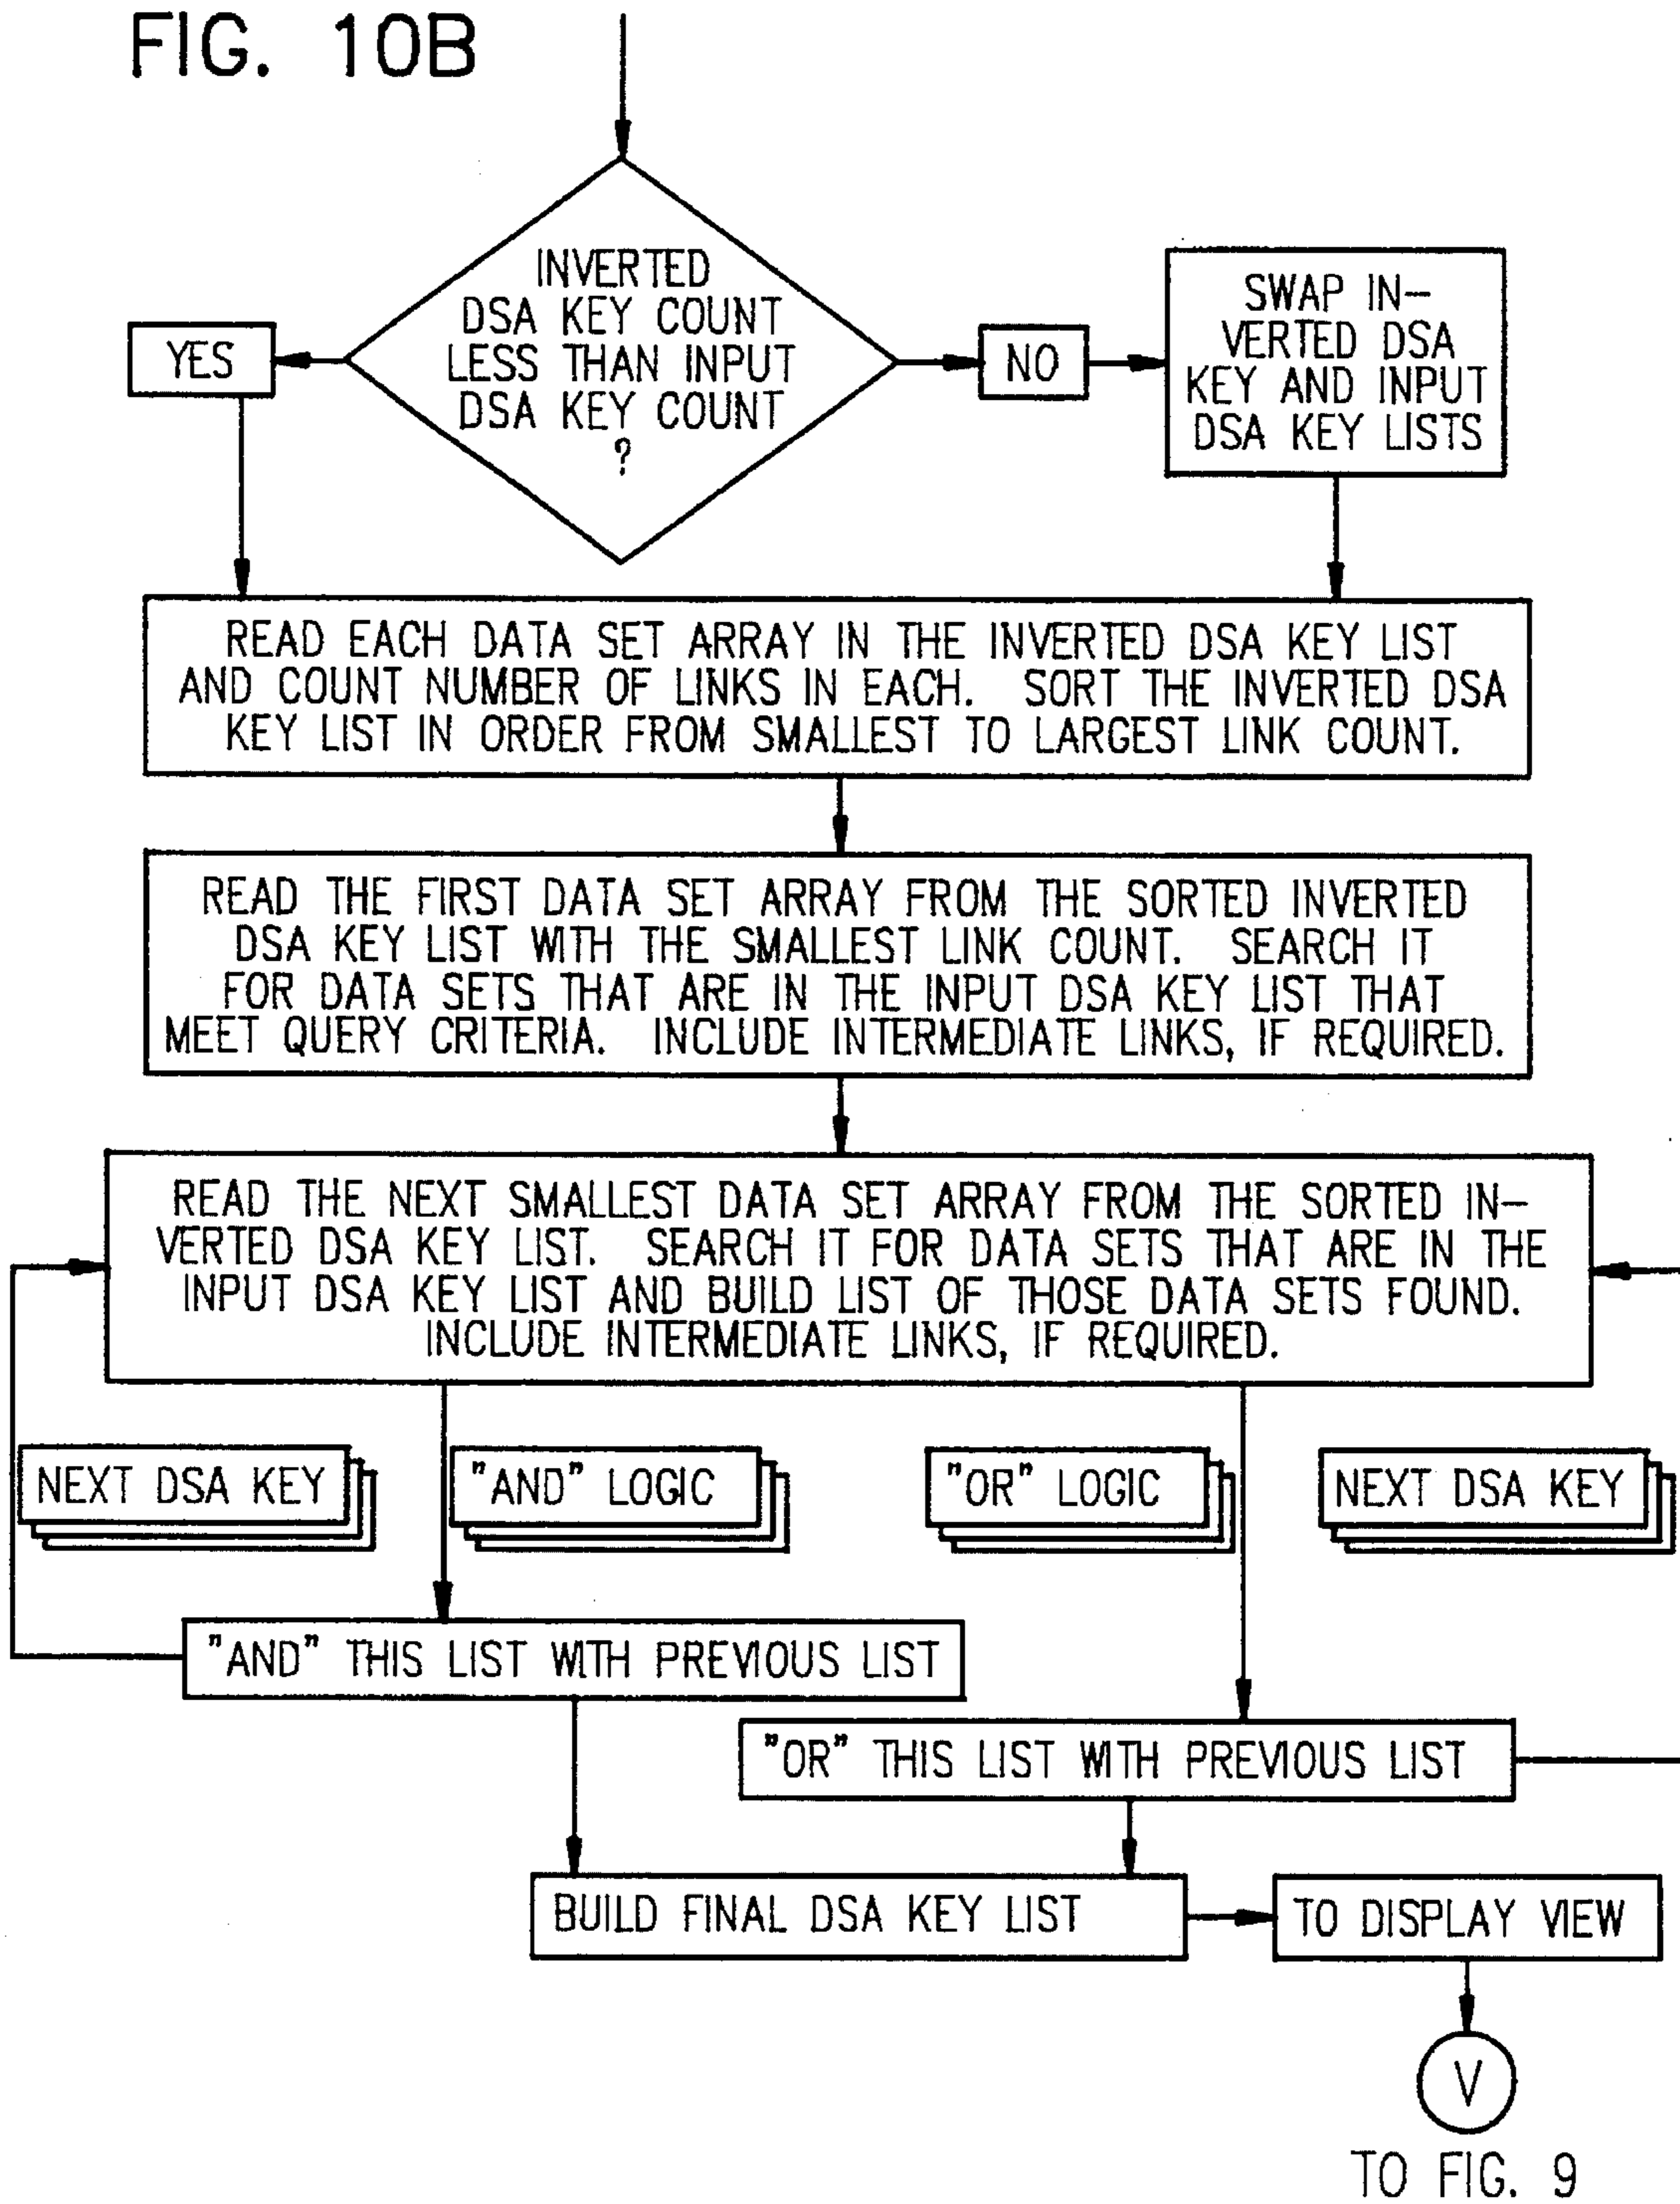 FIG. 10B
INVERTED
DSA KEY COUNT
LESS THAN INPUT
DSA KEY COUNT
?
YES
NO
SWAP IN-
VERTED DSA
KEY AND INPUT
DSA KEY LISTS
READ EACH DATA SET ARRAY IN THE INVERTED DSA KEY LIST
AND COUNT NUMBER OF LINKS IN EACH. SORT THE INVERTED DSA
KEY LIST IN ORDER FROM SMALLEST TO LARGEST LINK COUNT.
READ THE FIRST DATA SET ARRAY FROM THE SORTED INVERTED
DSA KEY LIST WITH THE SMALLEST LINK COUNT. SEARCH IT
FOR DATA SETS THAT ARE IN THE INPUT DSA KEY LIST THAT
MEET QUERY CRITERIA. INCLUDE INTERMEDIATE LINKS, IF REQUIRED.
READ THE NEXT SMALLEST DATA SET ARRAY FROM THE SORTED IN-
VERTED DSA KEY LIST. SEARCH IT FOR DATA SETS THAT ARE IN THE
INPUT DSA KEY LIST AND BUILD LIST OF THOSE DATA SETS FOUND.
INCLUDE INTERMEDIATE LINKS, IF REQUIRED.
NEXT DSA KEY
"AND" LOGIC
"OR" LOGIC
NEXT DSA KEY
"AND" THIS LIST WITH PREVIOUS LIST
"OR" THIS LIST WITH PREVIOUS LIST
BUILD FINAL DSA KEY LIST
TO DISPLAY VIEW
V
TO FIG. 9